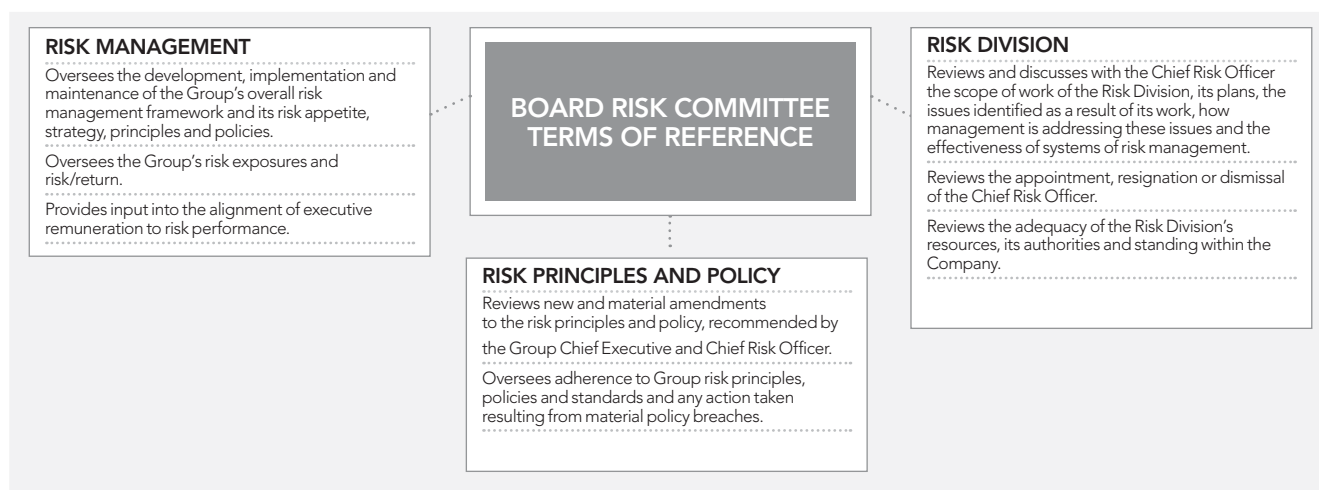 RISK MANAGEMENT
Oversees the development, implementation and
maintenance of the Group's overall risk
management framework and its risk appetite,
strategy, principles and policies.
Oversees the Group's risk exposures and
risk/return.
Provides input into the alignment of executive
remuneration to risk performance.
BOARD RISK COMMITTEE
TERMS OF REFERENCE
RISK DIVISION
Reviews and discusses with the Chief Risk Officer
the scope of work of the Risk Division, its plans, the
issues identified as a result of its work, how
management is addressing these issues and the
effectiveness of systems of risk management.
Reviews the appointment, resignation or dismissal
of the Chief Risk Officer.
Reviews the adequacy of the Risk Division's
resources, its authorities and standing within the
Company.
RISK PRINCIPLES AND POLICY
Reviews new and material amendments
to the risk principles and policy, recommended by
the Group Chief Executive and Chief Risk Officer.
Oversees adherence to Group risk principles,
policies and standards and any action taken
resulting from material policy breaches.